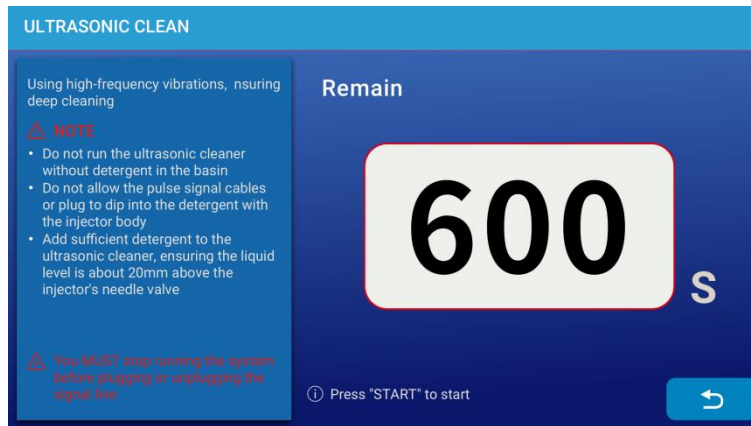 ULTRASONIC CLEAN
Using high-frequency vibrations, nsuring
deep cleaning
NOTE
• Do not run the ultrasonic cleaner
without detergent in the basin
• Do not allow the pulse signal cables
or plug to dip into the detergent with
the injector body
• Add sufficient detergent to the
ultrasonic cleaner, ensuring the liquid
level is about 20mm above the
injector's needle valve
You MUST stop running the system
before plugging or unplugging the
signal line
Remain
600
S
Press "START" to start